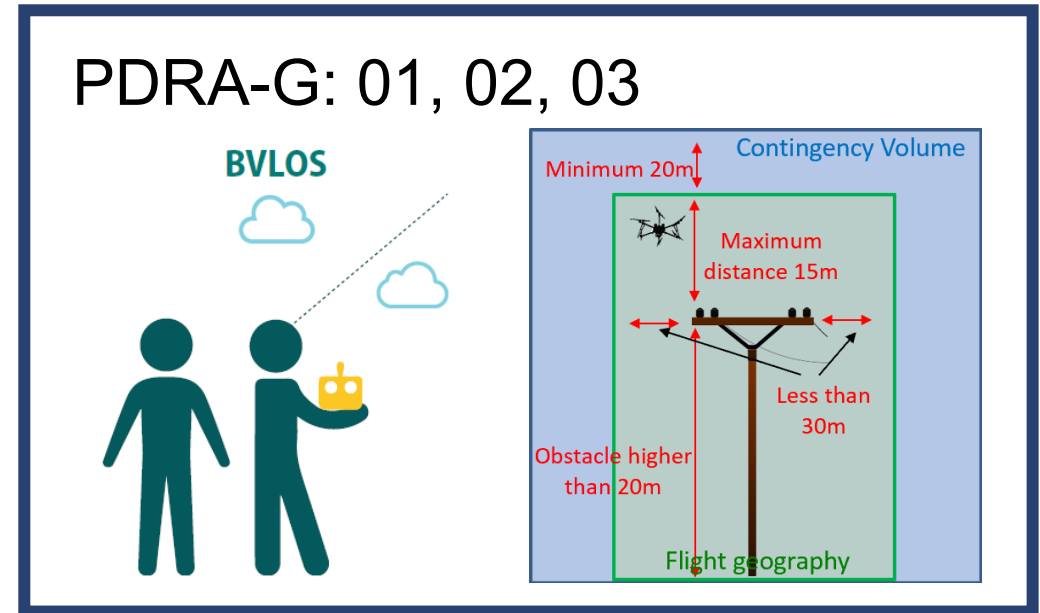 PDRA-G: 01, 02, 03
BVLOS
Contingency Volume
Minimum 20m
Maximum
distance 15m
Less than
30m
Obstacle higher
than 20m
Flight geography